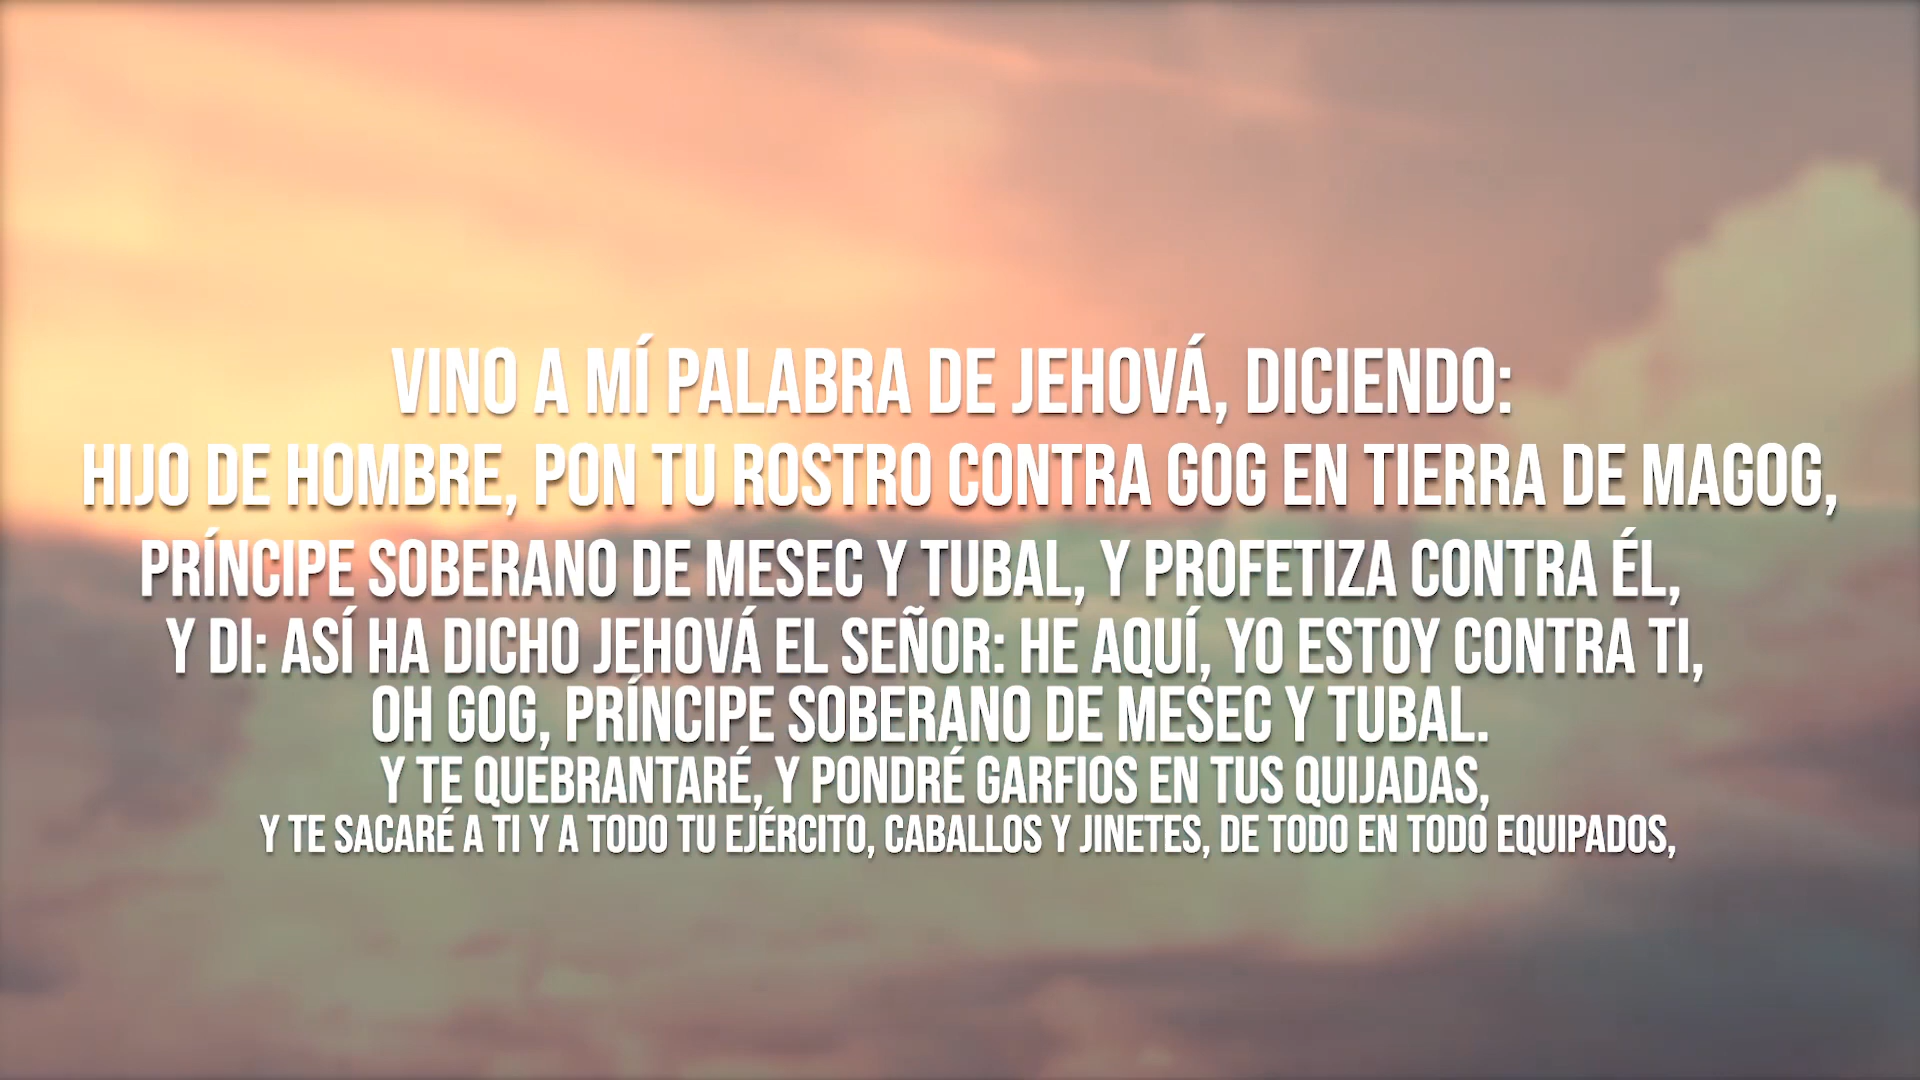 VINO A MÍ PALABRA DE JEHOVÁ, DICIENDO:
HIJO DE HOMBRE, PON TU ROSTRO CONTRA GOG EN TIERRA DE MAGOG,
PRÍNCIPE SOBERANO DE MESEC Y TUBAL, Y PROFETIZA CONTRA ÉL,
Y DI: ASÍ HA DICHO JEHOVÁ EL SEÑOR: HE AQUÍ, YO ESTOY CONTRA TI,
OH GOG, PRÍNCIPE SOBERANO DE MESEC Y TUBAL.
Y TE QUEBRANTARÉ, Y PONDRÉ GARFIOS EN TUS QUIJADAS,
Y TE SACARÉ A TI Y A TODO TU EJÉRCITO, CABALLOS Y JINETES, DE TODO EN TODO EQUIPADOS,